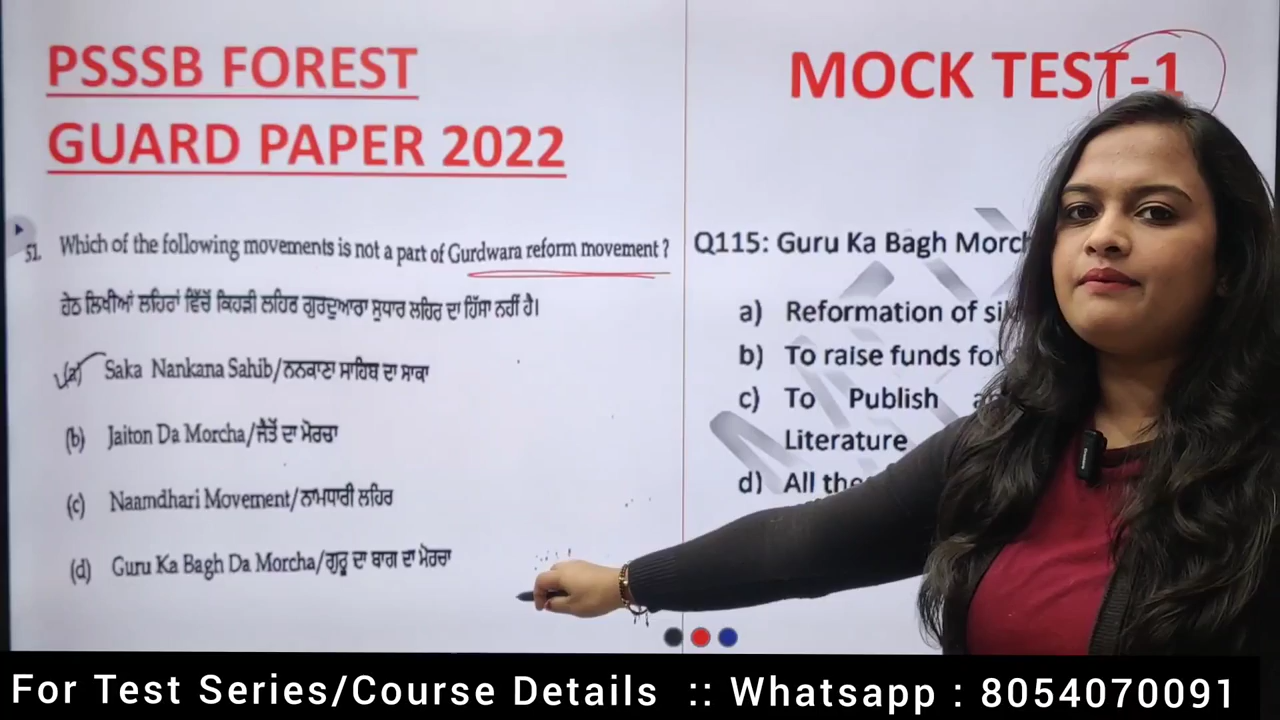 PSSSB FOREST
GUARD PAPER 2022
51. Which of the following movements is not a part of Gurdwara reform movement ?
ਹੇਠ ਲਿਖੀਆਂ ਲਹਿਰਾਂ ਵਿੱਚੋਂ ਕਿਹੜੀ ਲਹਿਰ ਗੁਰਦੁਆਰਾ ਸੁਧਾਰ ਲਹਿਰ ਦਾ ਹਿੱਸਾ ਨਹੀਂ ਹੈ।
(a) Saka Nankana Sahib/ਨਨਕਾਣਾ ਸਾਹਿਬ ਦਾ ਸਾਕਾ
(b) Jaiton Da Morcha/ਜੈਤੋਂ ਦਾ ਮੋਰਚਾ
(c) Naamdhari Movement/ਨਾਮਧਾਰੀ ਲਹਿਰ
(d) Guru Ka Bagh Da Morcha/ਗੁਰੂ ਦਾ ਬਾਗ ਦਾ ਮੋਰਚਾ
MOCK TEST-1
Q115: Guru Ka Bagh Morch
a) Reformation of
b) To raise funds for
c) To Publish
Literature
d) All
For Test Series/Course Details :: Whatsapp : 8054070091